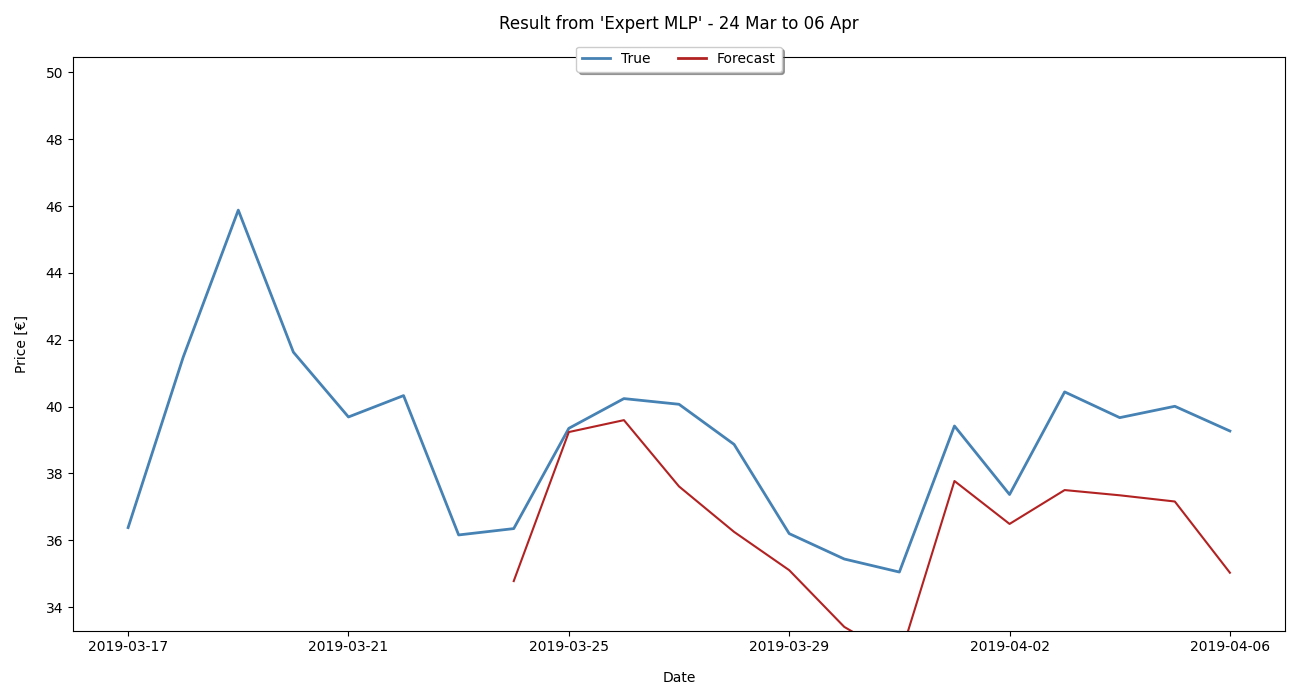 Result from 'Expert MLP' - 24 Mar to 06 Apr
True Forecast
50
48
46
44
42
40
38
36
34
Price [€]
2019-03-17 2019-03-21 2019-03-25 2019-03-29 2019-04-02 2019-04-06
Date